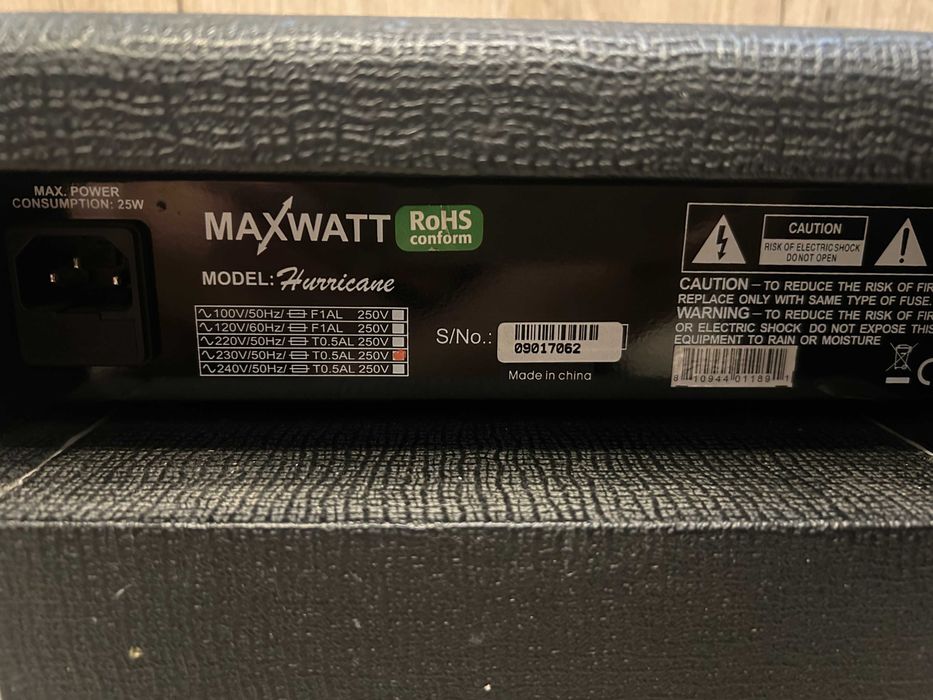 MAX. POWER
CONSUMPTION: 25W
MAXWATT
RoHS
conform
MODEL: Hurricane
100V/50Hz/ F1AL 250V
120V/60Hz/ F1AL 250V
220V/50Hz/ T0.5AL 250V
230V/50Hz/ T0.5AL 250V
240V/50Hz/ T0.5AL 250V
S/No.:
09017062
Made in china
CAUTION
RISK OF ELECTRIC SHOCK
DO NOT OPEN
CAUTION – TO REDUCE THE RISK OF FIR
REPLACE ONLY WITH SAME TYPE OF FUSE.
WARNING – TO REDUCE THE RISK OF FIR
OR ELECTRIC SHOCK DO NOT EXPOSE THIS
EQUIPMENT TO RAIN OR MOISTURE
8 10944 01189 1